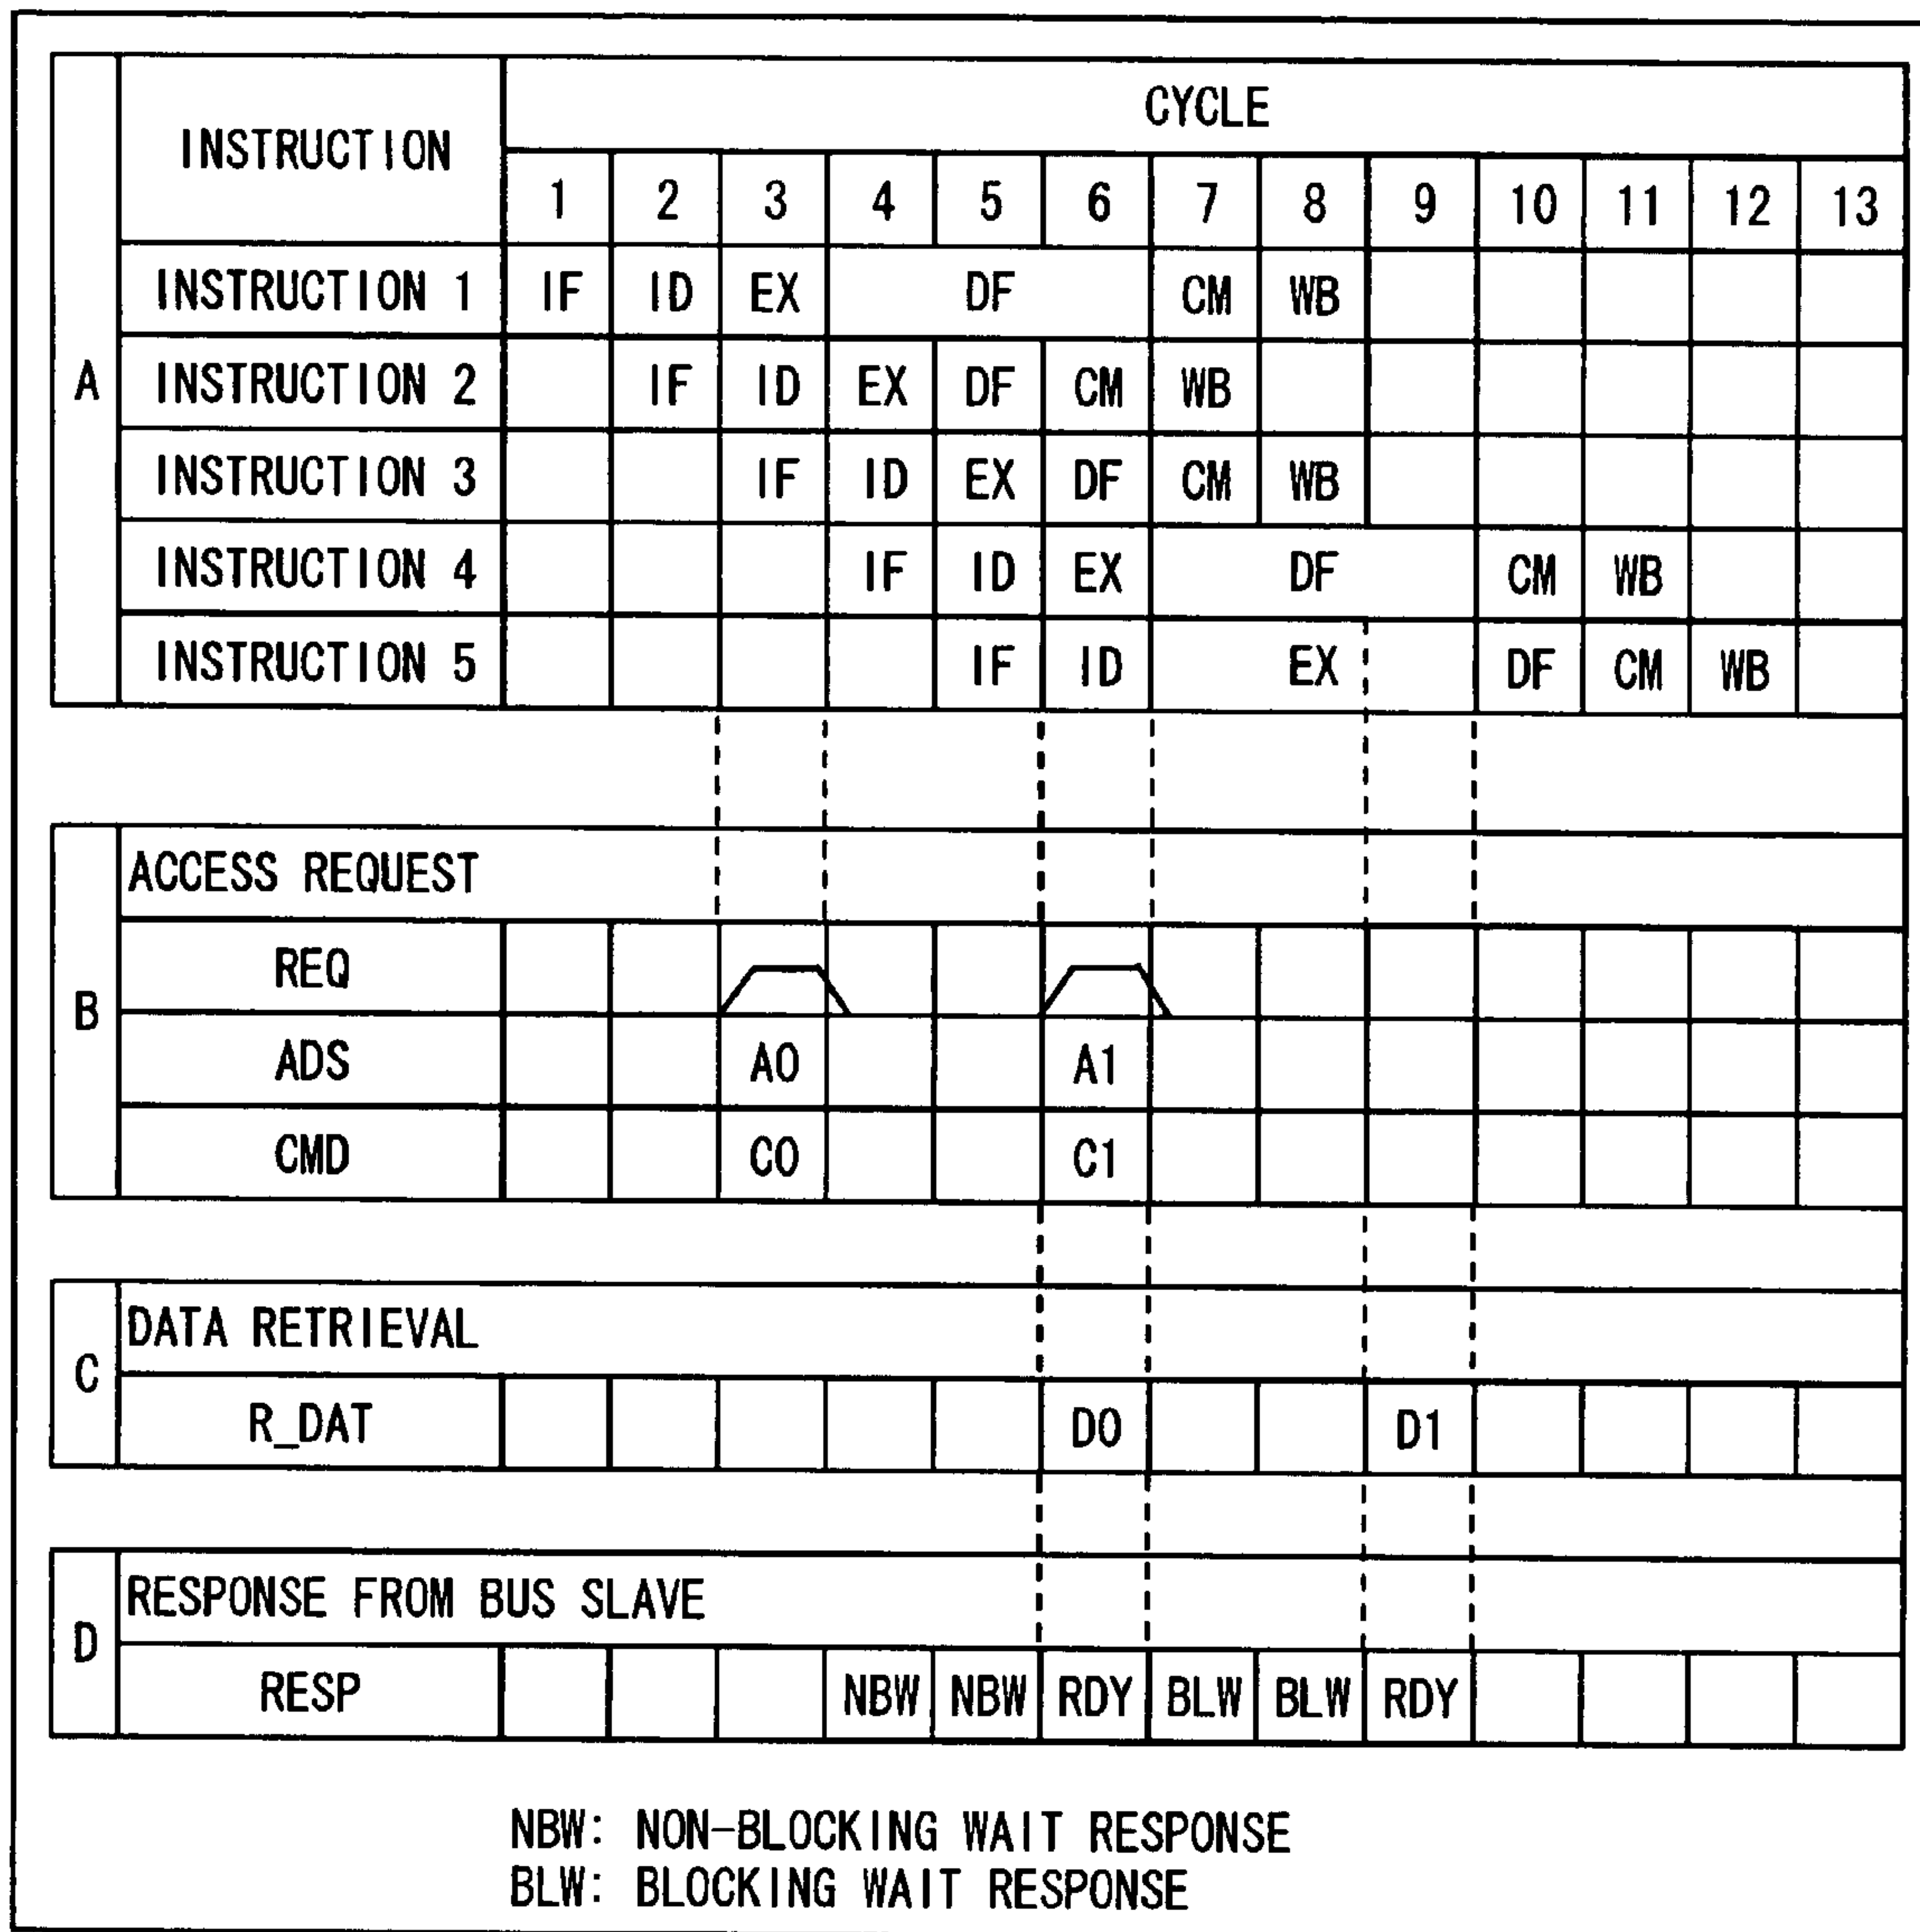 A
INSTRUCTION
CYCLE
1 2 3 4 5 6 7 8 9 10 11 12 13
INSTRUCTION 1 IF ID EX DF CM WB
INSTRUCTION 2 IF ID EX DF CM WB
INSTRUCTION 3 IF ID EX DF CM WB
INSTRUCTION 4 IF ID EX DF CM WB
INSTRUCTION 5 IF ID EX DF CM WB
B
ACCESS REQUEST
REQ
ADS A0 A1
CMD C0 C1
C
DATA RETRIEVAL
R_DAT D0 D1
D
RESPONSE FROM BUS SLAVE
RESP NBW NBW RDY BLW BLW RDY
NBW: NON-BLOCKING WAIT RESPONSE
BLW: BLOCKING WAIT RESPONSE